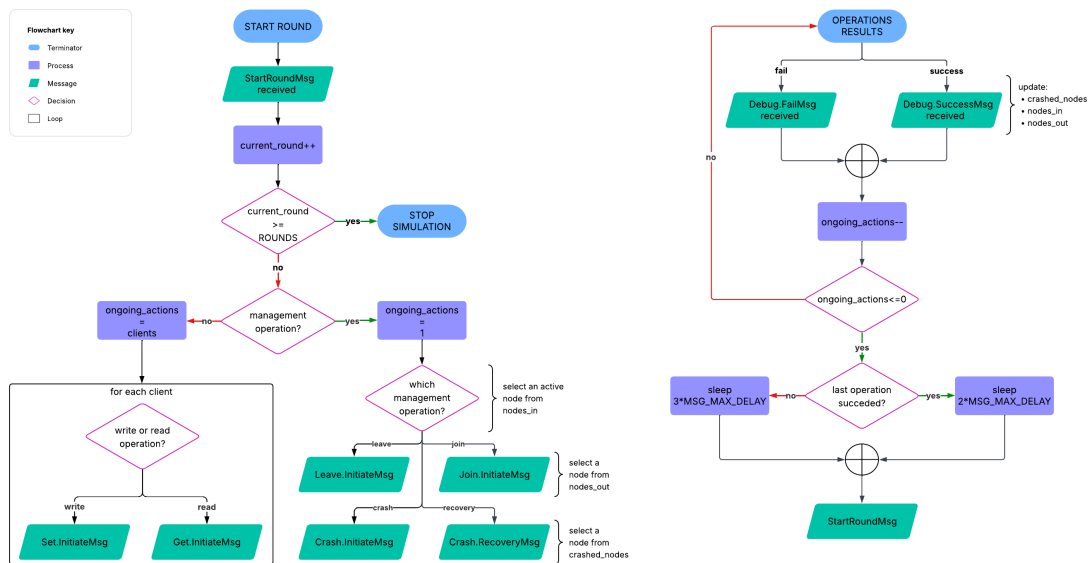 Flowchart key
Terminator
Process
Message
Decision
Loop
START ROUND
StartRoundMsg
received
current_round++
current_round
>=
ROUNDS
yes
STOP
SIMULATION
no
management
operation?
no
ongoing_actions
=
clients
yes
ongoing_actions
=
1
for each client
write or read
operation?
write
read
Set.InitiateMsg
Get.InitiateMsg
which
management
operation?
select an active
node from
nodes_in
leave
join
Leave.InitiateMsg
Join.InitiateMsg
select a
node from
nodes_out
crash
recovery
Crash.InitiateMsg
Crash.RecoveryMsg
select a
node from
crashed_nodes
OPERATIONS
RESULTS
fail
success
Debug.FailMsg
received
Debug.SuccessMsg
received
update:
• crashed_nodes
• nodes_in
• nodes_out
no
ongoing_actions--
ongoing_actions<=0
yes
last operation
succeded?
no
sleep
3*MSG_MAX_DELAY
yes
sleep
2*MSG_MAX_DELAY
StartRoundMsg